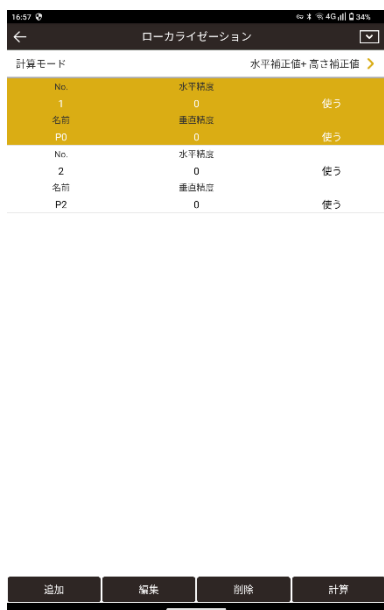 16:57 4G 34%
ローカライゼーション
計算モード 水平補正値+ 高さ補正値
No. 水平精度
1 0 使う
名前 垂直精度
P0 0 使う
No. 水平精度
2 0 使う
名前 垂直精度
P2 0 使う
追加 編集 削除 計算